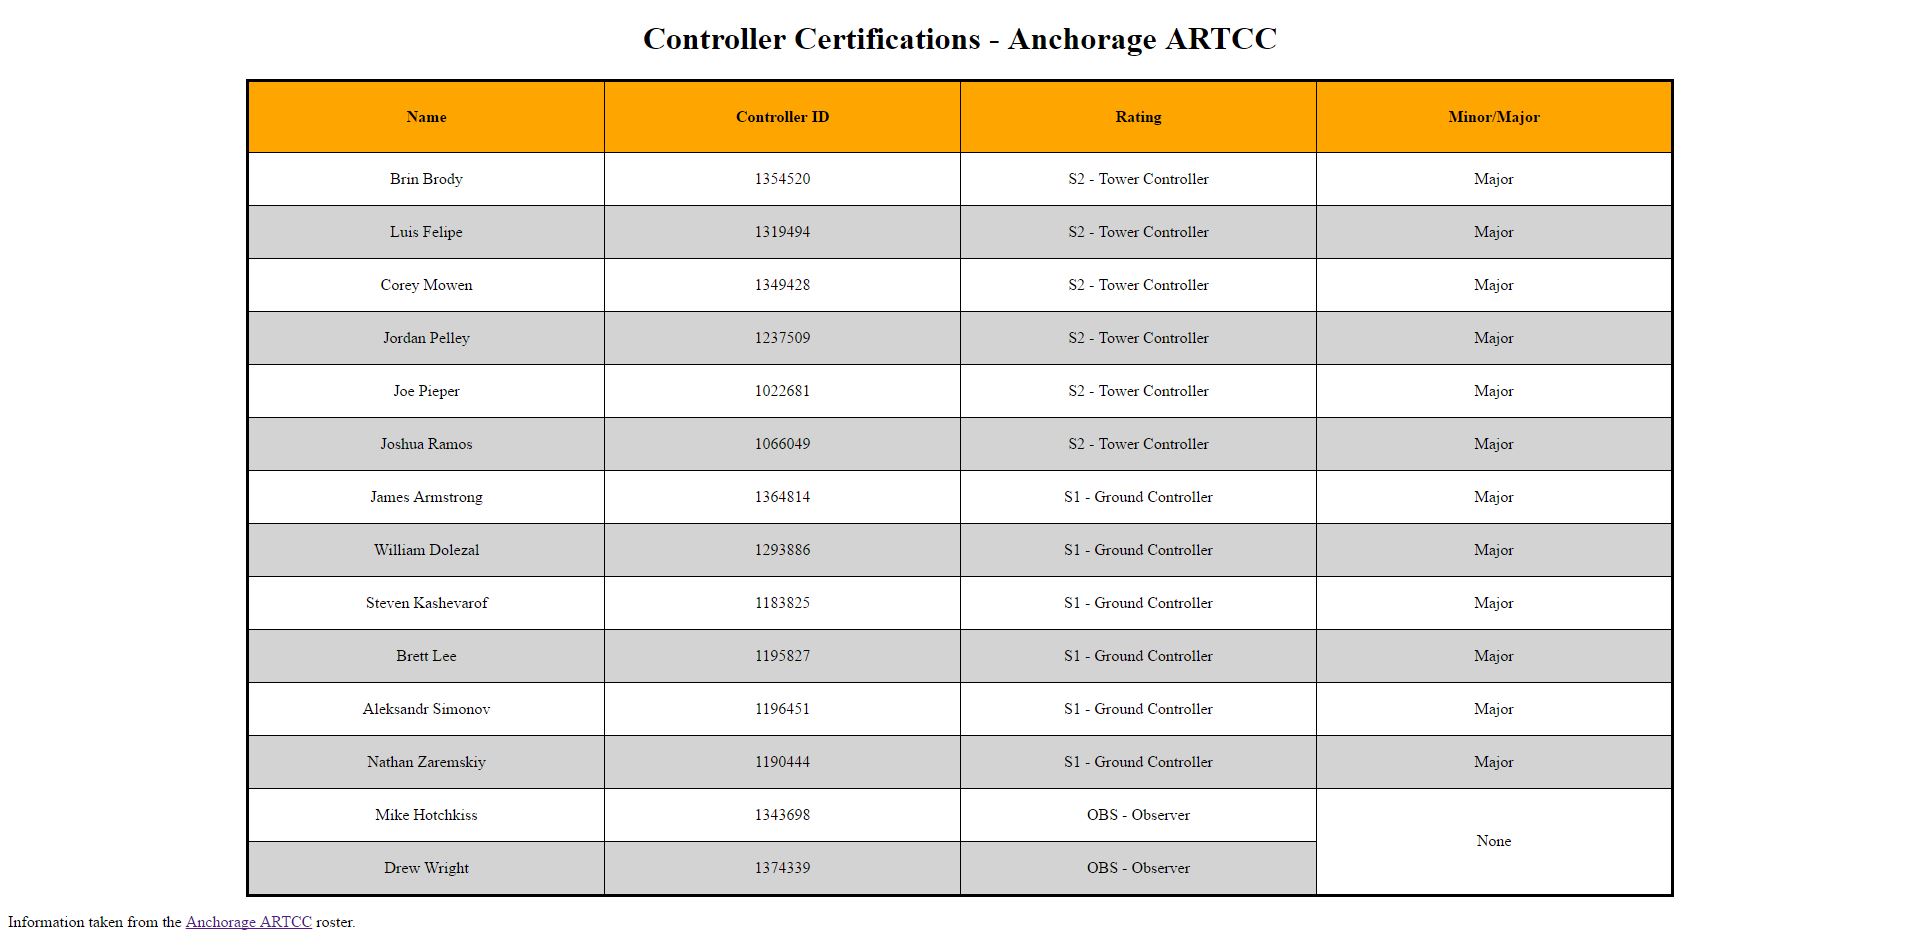 Controller Certifications - Anchorage ARTCC
Name Controller ID Rating Minor/Major
Brin Brody 1354520 S2 - Tower Controller Major
Luis Felipe 1319494 S2 - Tower Controller Major
Corey Mowen 1349428 S2 - Tower Controller Major
Jordan Pelley 1237509 S2 - Tower Controller Major
Joe Pieper 1022681 S2 - Tower Controller Major
Joshua Ramos 1066049 S2 - Tower Controller Major
James Armstrong 1364814 S1 - Ground Controller Major
William Dolezal 1293886 S1 - Ground Controller Major
Steven Kashevarof 1183825 S1 - Ground Controller Major
Brett Lee 1195827 S1 - Ground Controller Major
Aleksandr Simonov 1196451 S1 - Ground Controller Major
Nathan Zaremskiy 1190444 S1 - Ground Controller Major
Mike Hotchkiss 1343698 OBS - Observer
None
Drew Wright 1374339 OBS - Observer
Information taken from the Anchorage ARTCC roster.